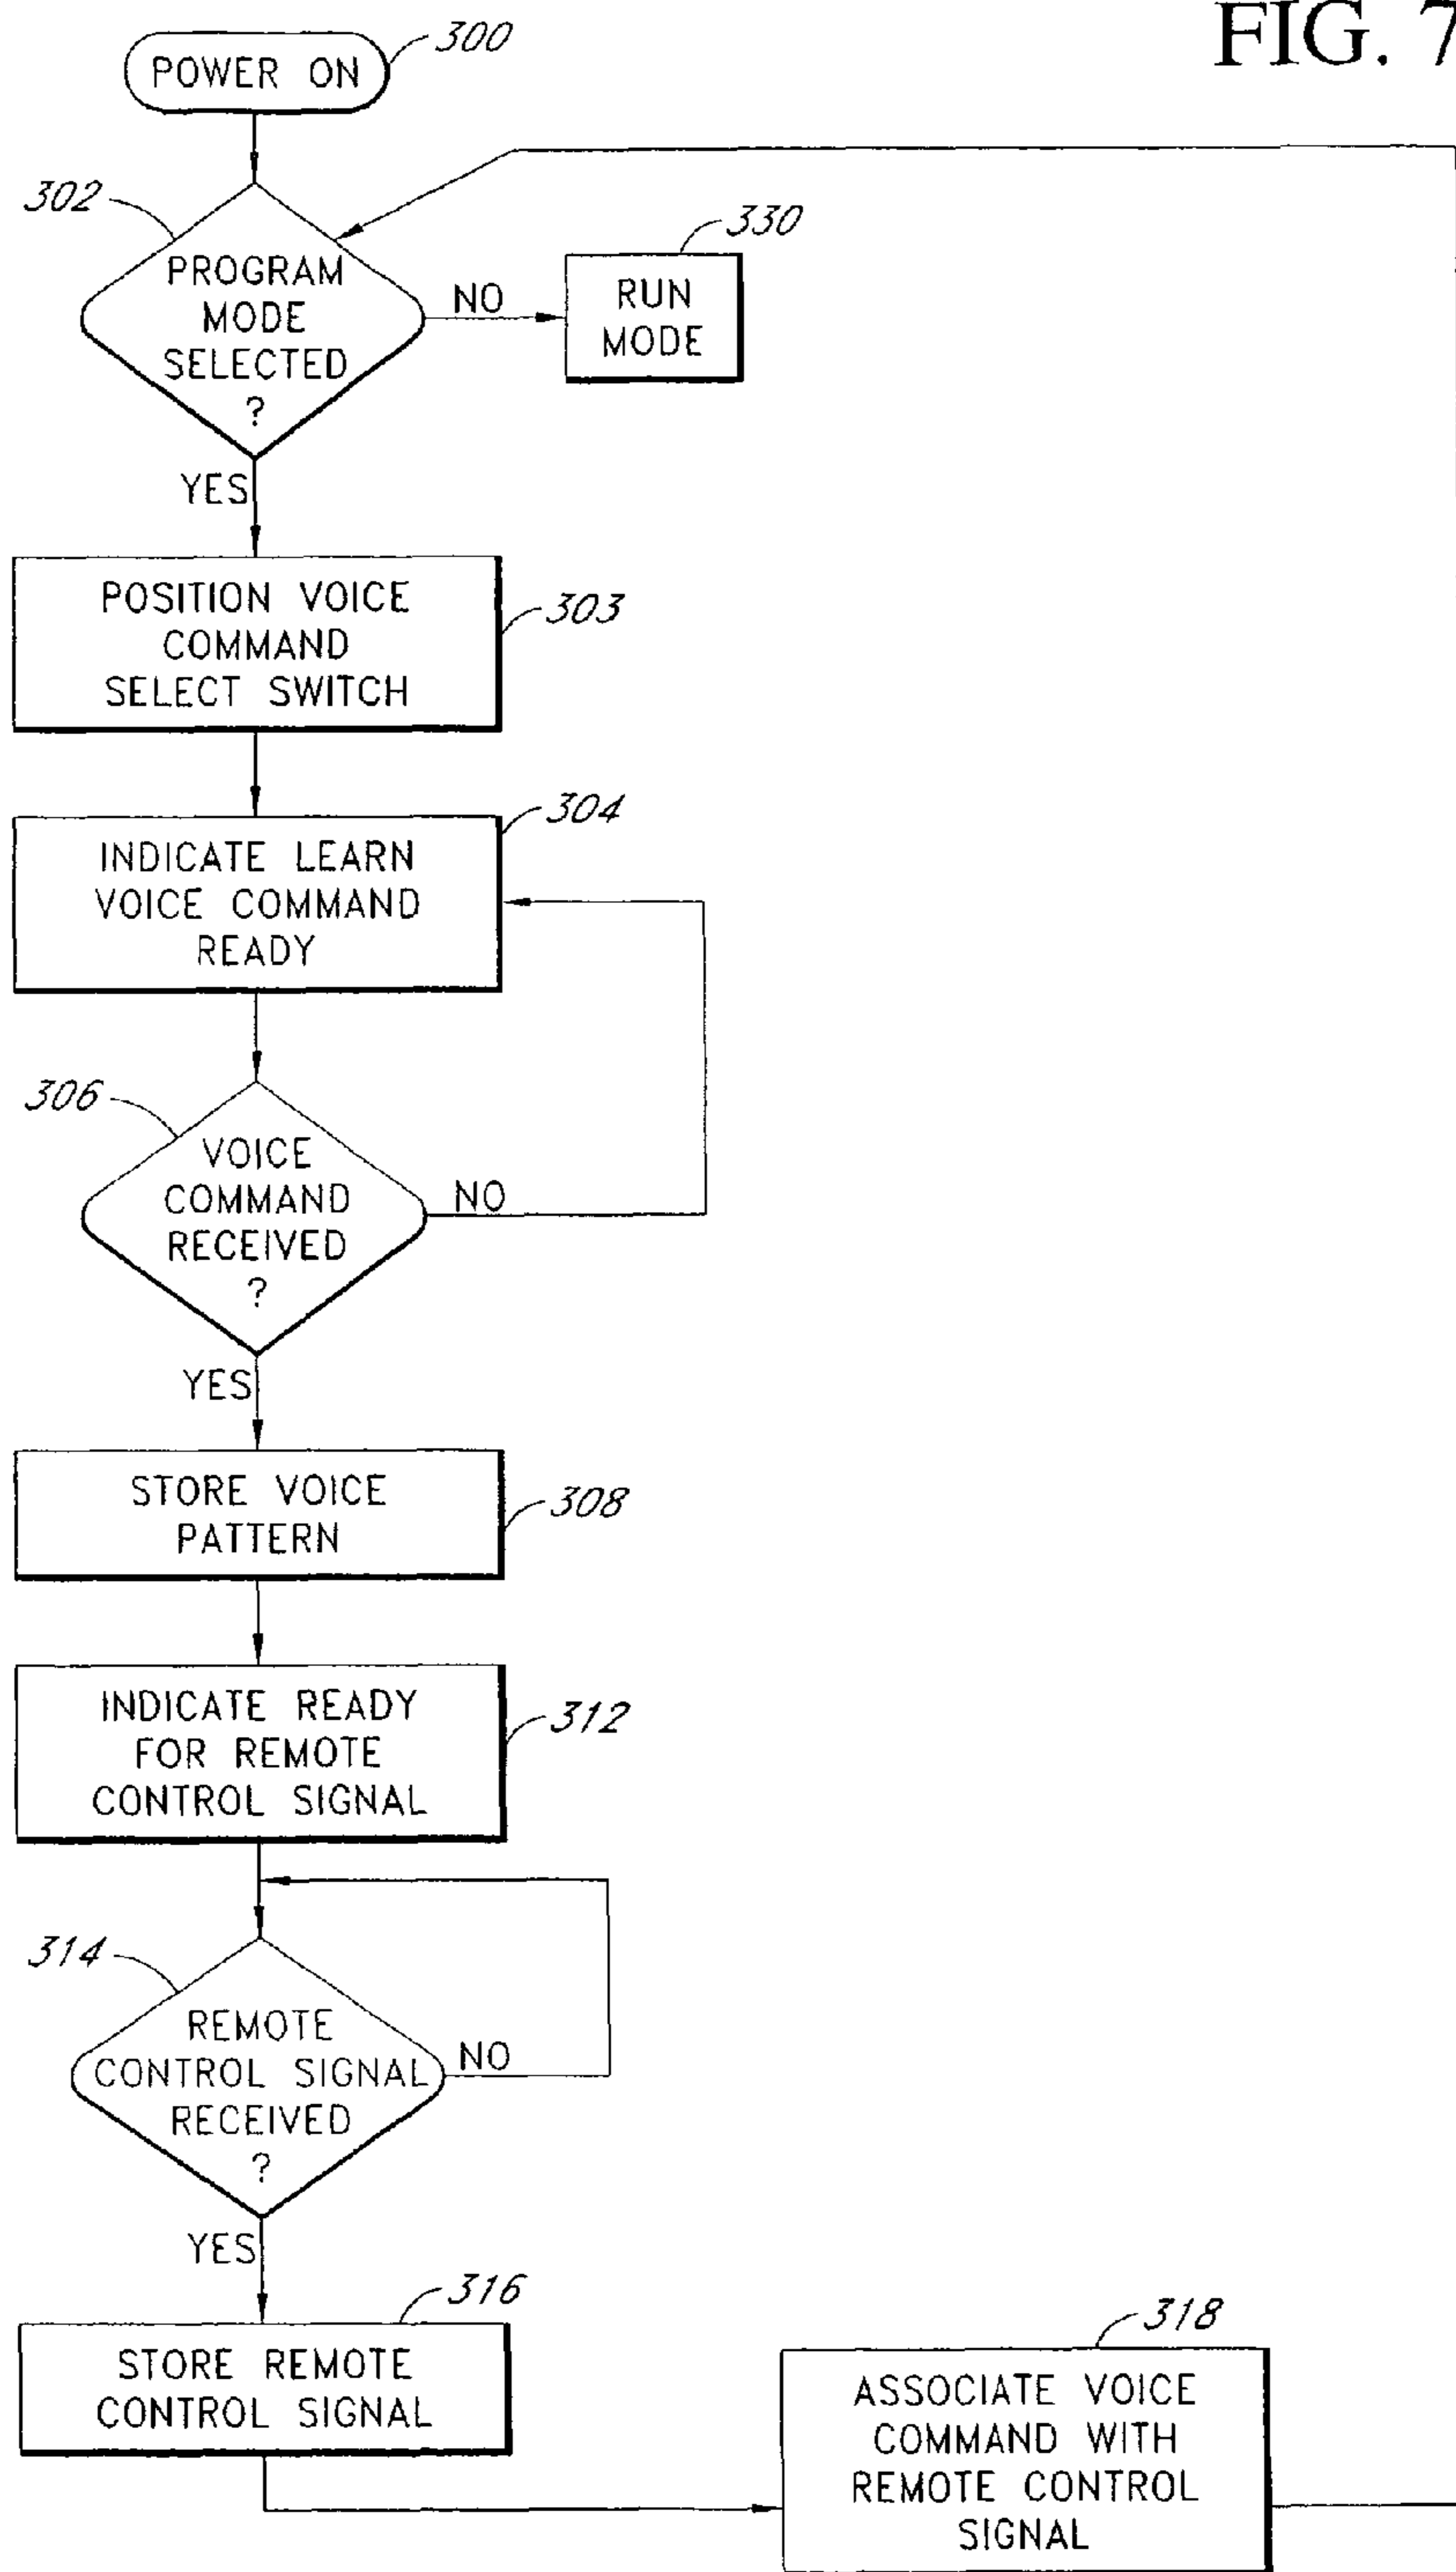 FIG. 7
300
POWER ON
302
PROGRAM
MODE
SELECTED
?
NO
330
RUN
MODE
YES
POSITION VOICE
COMMAND
SELECT SWITCH
303
304
INDICATE LEARN
VOICE COMMAND
READY
306
VOICE
COMMAND
RECEIVED
?
NO
YES
STORE VOICE
PATTERN
308
INDICATE READY
FOR REMOTE
CONTROL SIGNAL
312
314
REMOTE
CONTROL SIGNAL
RECEIVED
?
NO
YES
316
STORE REMOTE
CONTROL SIGNAL
318
ASSOCIATE VOICE
COMMAND WITH
REMOTE CONTROL
SIGNAL